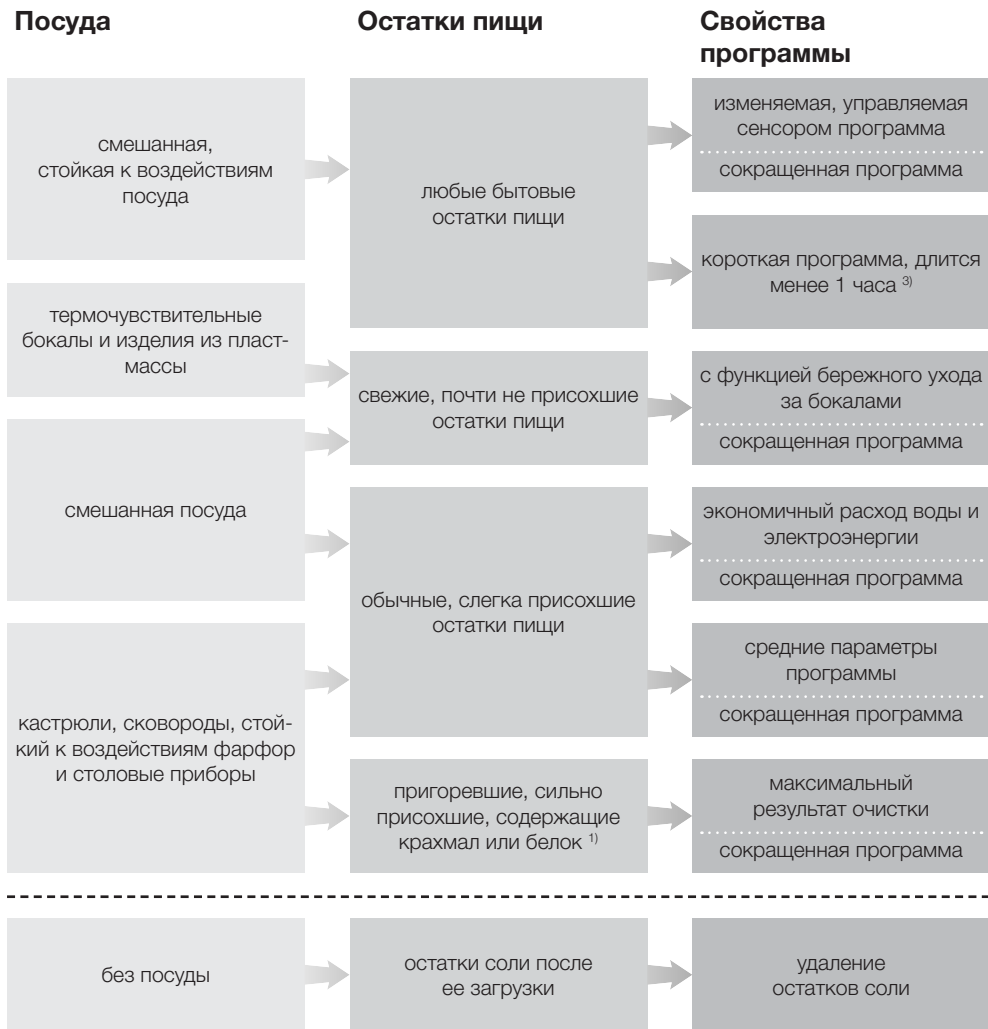 Посуда
Остатки пищи
Свойства
программы
смешанная,
стойкая к воздействиям
посуда
любые бытовые
остатки пищи
изменяемая, управляемая
сенсором программа
сокращенная программа
короткая программа, длится
менее 1 часа 3)
термочувствительные
бокалы и изделия из пласт-
массы
свежие, почти не присохшие
остатки пищи
с функцией бережного ухода
за бокалами
сокращенная программа
смешанная посуда
обычные, слегка присохшие
остатки пищи
экономичный расход воды и
электроэнергии
сокращенная программа
средние параметры
программы
сокращенная программа
кастрюли, сковороды, стой-
кий к воздействиям фарфор
и столовые приборы
пригоревшие, сильно
присохшие, содержащие
крахмал или белок 1)
максимальный
результат очистки
сокращенная программа
без посуды
остатки соли после
ее загрузки
удаление
остатков соли